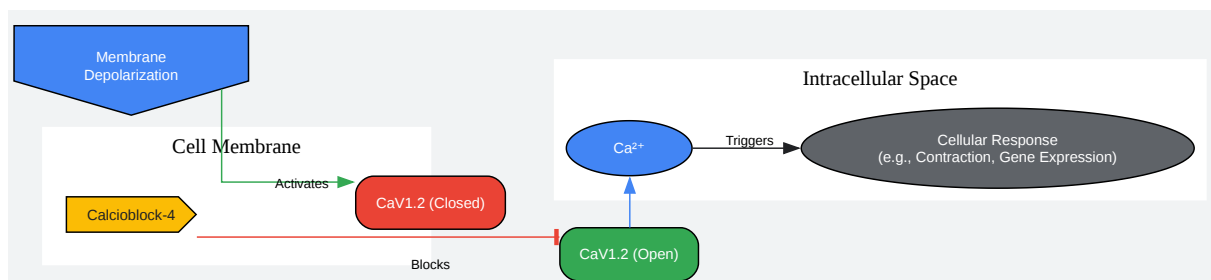 Membrane
Depolarization
Cell Membrane
Activates
CaV1.2 (Closed)
Calcioblock-4
Blocks
CaV1.2 (Open)
Intracellular Space
Ca²⁺
Triggers
Cellular Response
(e.g., Contraction, Gene Expression)